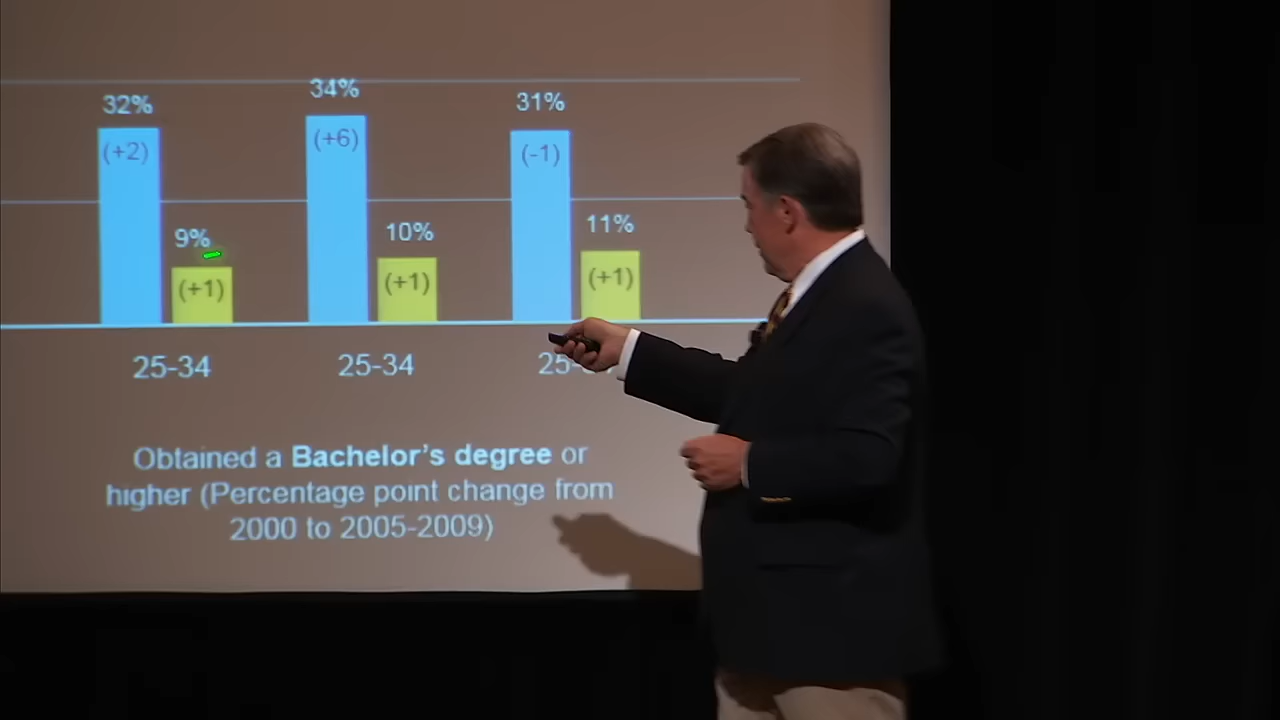 32% 34% 31%
(+2) (+6) (-1)
9% 10% 11%
(+1) (+1) (+1)
25-34 25-34
Obtained a Bachelor's degree or
higher (Percentage point change from
2000 to 2005-2009)